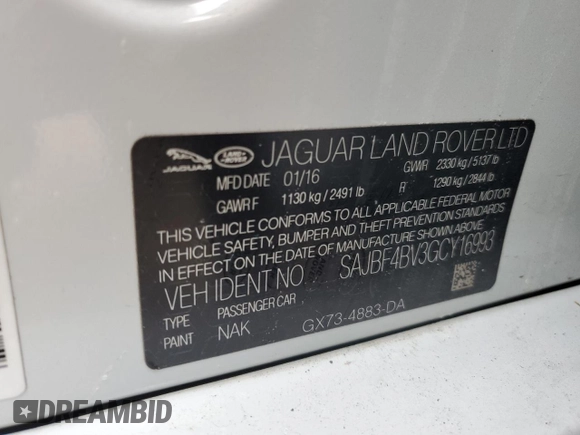 JAGUAR LAND-ROVER JAGUAR LAND ROVER LTD
MFD DATE 01/16 GVWR 2330 kg / 5137 lb
GAWR F 1130 kg / 2491 lb R 1290 kg / 2844 lb
THIS VEHICLE CONFORMS TO ALL APPLICABLE FEDERAL MOTOR
VEHICLE SAFETY, BUMPER AND THEFT PREVENTION STANDARDS
IN EFFECT ON THE DATE OF MANUFACTURE SHOWN ABOVE
VEH IDENT NO SAJBF4BV3GCY16993
TYPE PASSENGER CAR
PAINT NAK GX73-4883-DA
DREAMBID